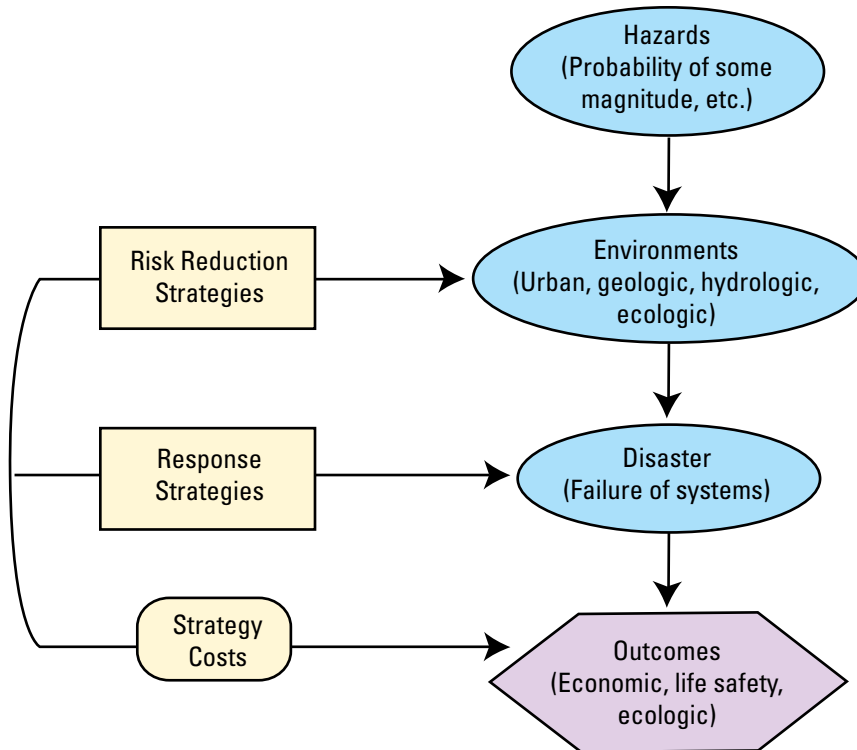 Hazards
(Probability of some
magnitude, etc.)
Risk Reduction
Strategies
Environments
(Urban, geologic, hydrologic,
ecologic)
Response
Strategies
Disaster
(Failure of systems)
Strategy
Costs
Outcomes
(Economic, life safety,
ecologic)